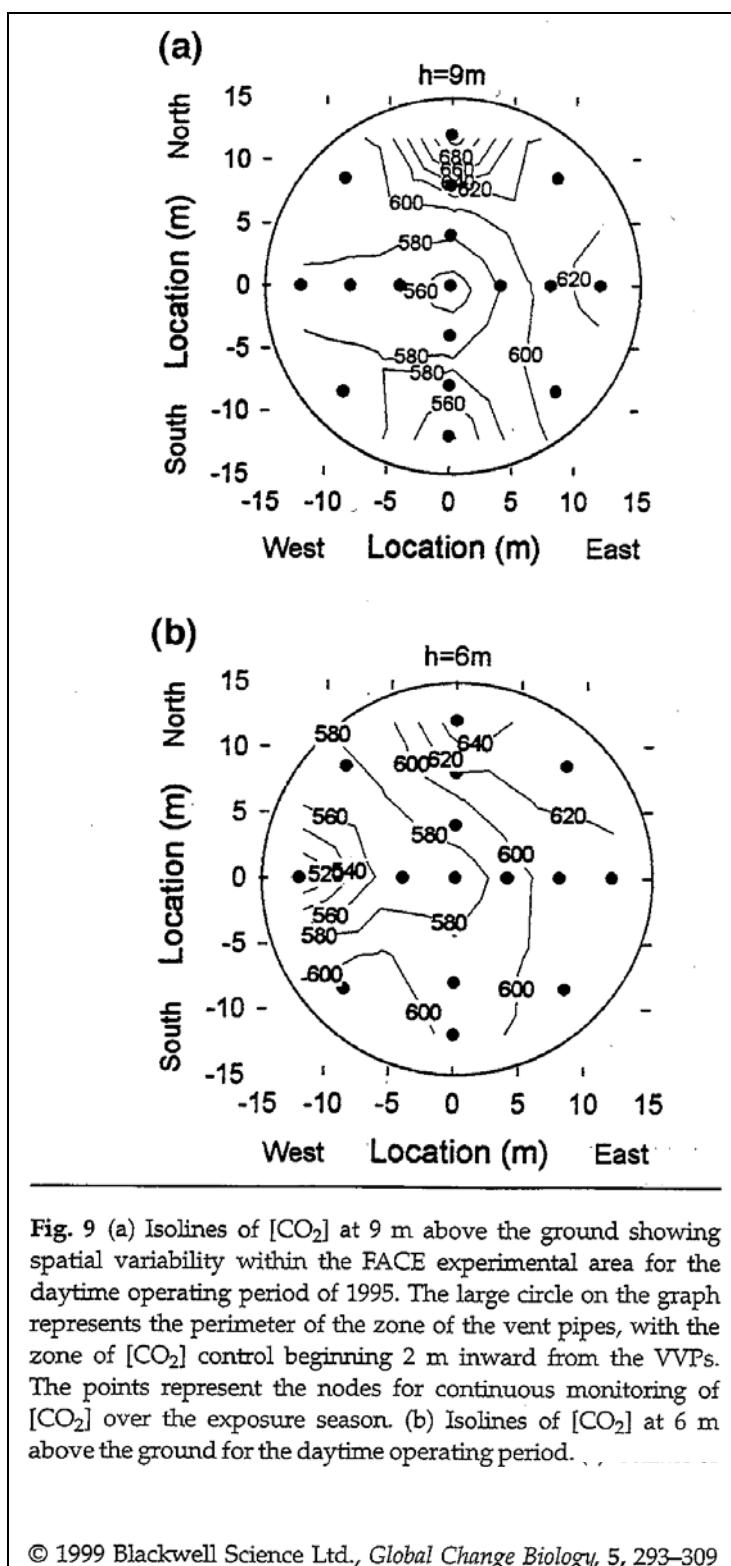 (a)
h=9m
15
North
10
5
Location (m)
0
-5
-10
South
-15
680
660
640
620
600
580
560
620
600
580
580
560
-15 -10 -5 0 5 10 15
West Location (m) East
(b)
h=6m
15
North
10
5
Location (m)
0
-5
-10
South
-15
580
600
620
640
560
580
620
600
520
540
560
580
580
600
600
600
-15 -10 -5 0 5 10 15
West Location (m) East
Fig. 9 (a) Isolines of [CO₂] at 9 m above the ground showing
spatial variability within the FACE experimental area for the
daytime operating period of 1995. The large circle on the graph
represents the perimeter of the zone of the vent pipes, with the
zone of [CO₂] control beginning 2 m inward from the VVPs.
The points represent the nodes for continuous monitoring of
[CO₂] over the exposure season. (b) Isolines of [CO₂] at 6 m
above the ground for the daytime operating period.
© 1999 Blackwell Science Ltd., Global Change Biology, 5, 293–309